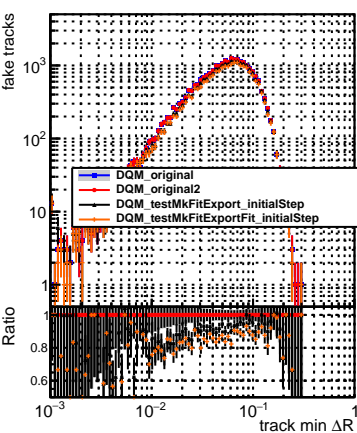 fake tracks
10³
10²
10
1
DQM_original
DQM_original2
DQM_testMkFitExport_initialStep
DQM_testMkFitExportFit_initialStep
Ratio
1
0.8
0.6
10⁻³ 10⁻² 10⁻¹ 1
track min ΔR